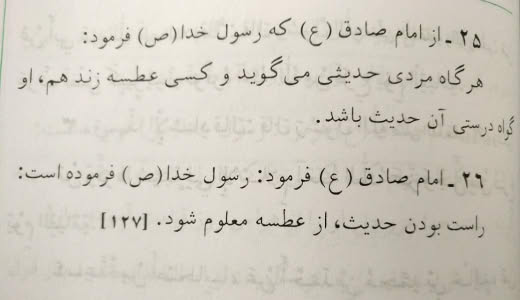 ۲۵ ـ از امام صادق (ع) که رسول خدا(ص) فرمود:
هر گاه مردی حدیثی می‌گوید و کسی عطسه زند هم، او
گواه درستی آن حدیث باشد.
۲۶ ـ امام صادق (ع) فرمود: رسول خدا(ص) فرموده است:
راست بودن حدیث، از عطسه معلوم شود. [۱۲۷]